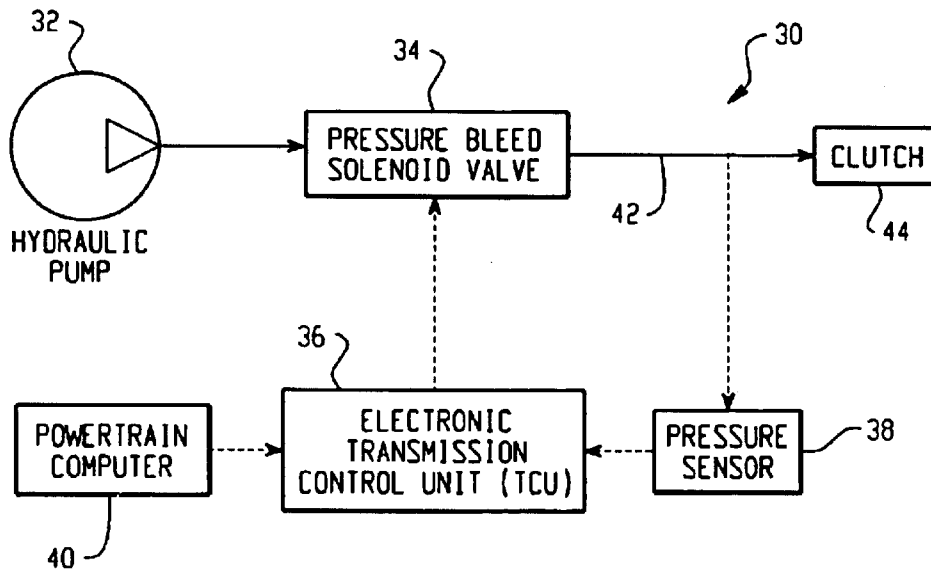 32
34
30
PRESSURE BLEED
SOLENOID VALVE
CLUTCH
42
44
HYDRAULIC
PUMP
36
POWERTRAIN
COMPUTER
ELECTRONIC
TRANSMISSION
CONTROL UNIT (TCU)
PRESSURE
SENSOR
38
40